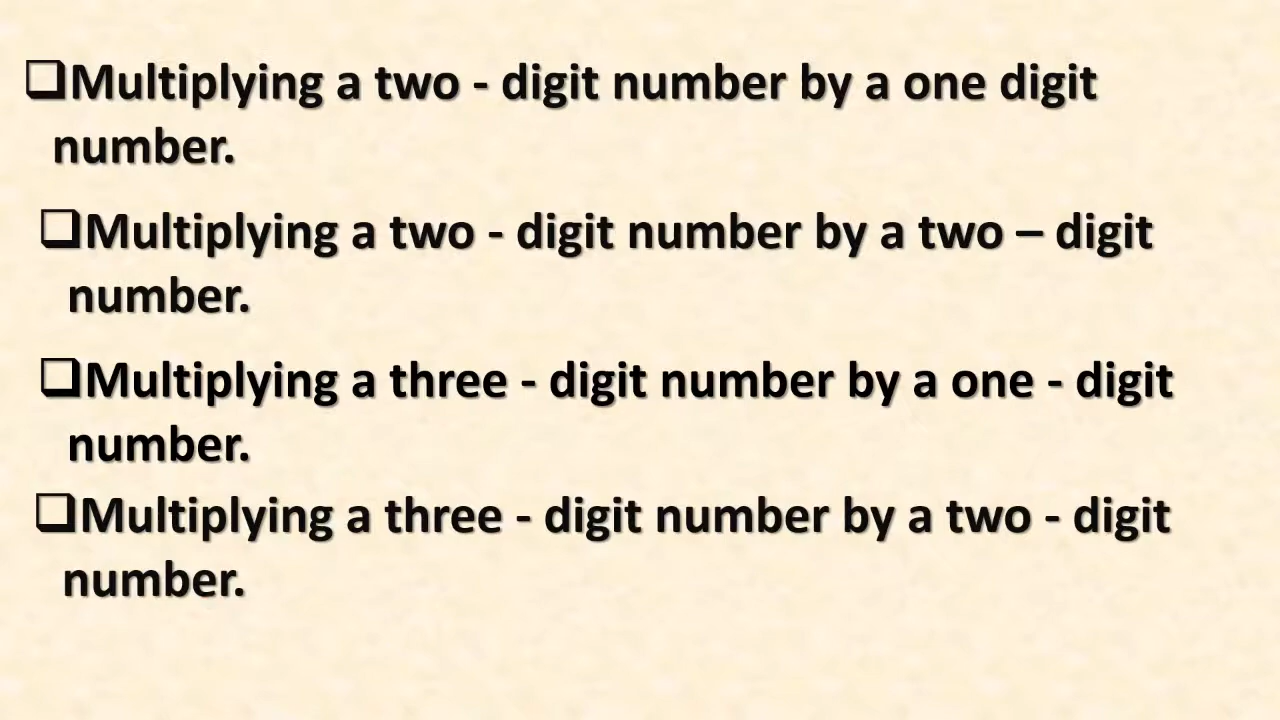 ❑Multiplying a two - digit number by a one digit
number.
❑Multiplying a two - digit number by a two – digit
number.
❑Multiplying a three - digit number by a one - digit
number.
❑Multiplying a three - digit number by a two - digit
number.